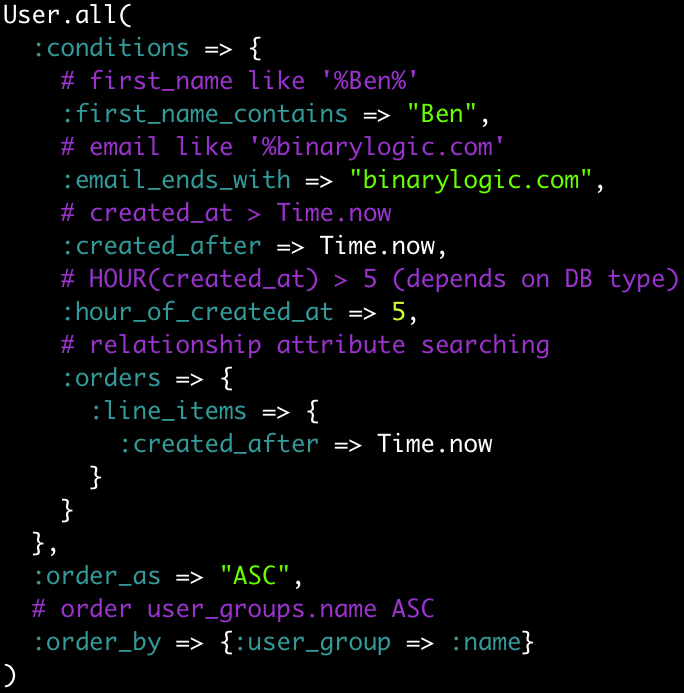 User.all(
  :conditions => {
    # first_name like '%Ben%'
    :first_name_contains => "Ben",
    # email like '%binarylogic.com'
    :email_ends_with => "binarylogic.com",
    # created_at > Time.now
    :created_after => Time.now,
    # HOUR(created_at) > 5 (depends on DB type)
    :hour_of_created_at => 5,
    # relationship attribute searching
    :orders => {
      :line_items => {
        :created_after => Time.now
      }
    }
  },
  :order_as => "ASC",
  # order user_groups.name ASC
  :order_by => {:user_group => :name}
)